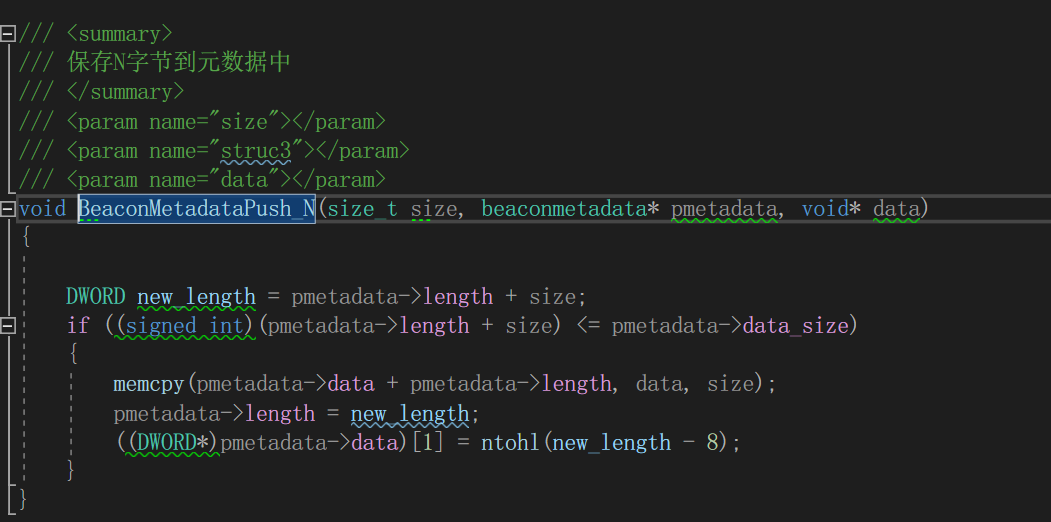 /// <summary>
/// 保存N字节到元数据中
/// </summary>
/// <param name="size"></param>
/// <param name="struc3"></param>
/// <param name="data"></param>
void BeaconMetadataPush_N(size_t size, beaconmetadata* pmetadata, void* data)
{
DWORD new_length = pmetadata->length + size;
if ((signed int)(pmetadata->length + size) <= pmetadata->data_size)
{
memcpy(pmetadata->data + pmetadata->length, data, size);
pmetadata->length = new_length;
((DWORD*)pmetadata->data)[1] = ntohl(new_length - 8);
}
}